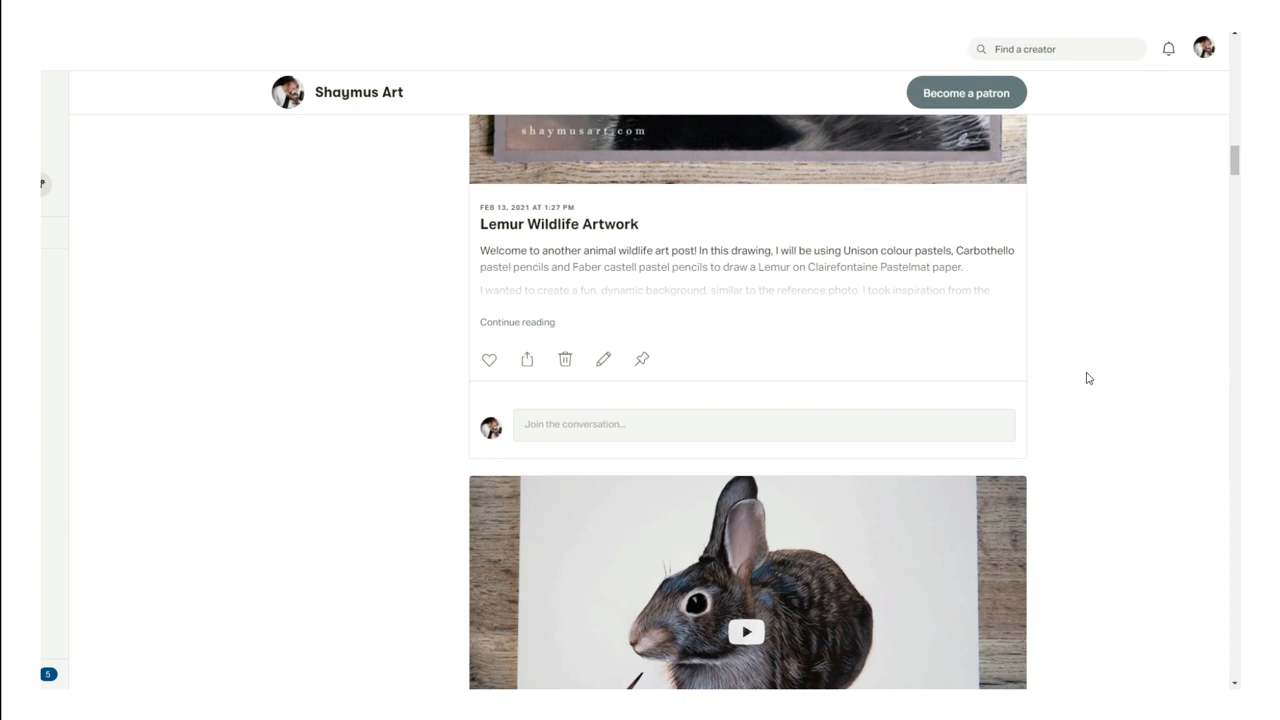 Find a creator
Shaymus Art
Become a patron
shaymusart.com
FEB 13, 2021 AT 1:27 PM
Lemur Wildlife Artwork
Welcome to another animal wildlife art post! In this drawing, I will be using Unison colour pastels, Carbothello
pastel pencils and Faber castell pastel pencils to draw a Lemur on Clairefontaine Pastelmat paper.
I wanted to create a fun, dynamic background, similar to the reference photo. I took inspiration from the
Continue reading
Join the conversation...
5